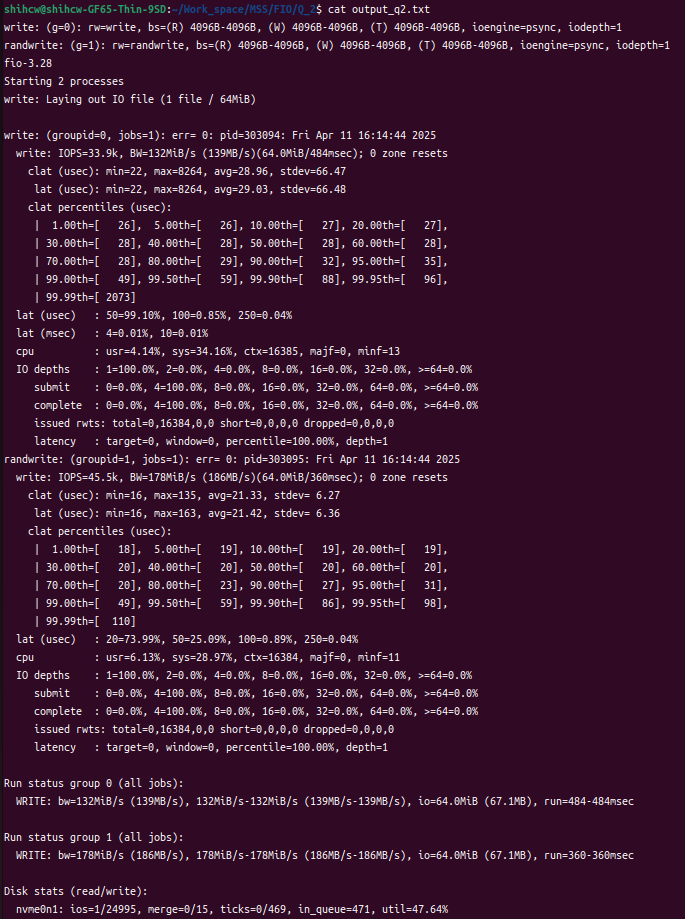 shihcw@shihcw-GF65-Thin-9SD:~/Work_space/MSS/FIO/Q_2$ cat output_q2.txt
write: (g=0): rw=write, bs=(R) 4096B-4096B, (W) 4096B-4096B, (T) 4096B-4096B, ioengine=psync, iodepth=1
randwrite: (g=1): rw=randwrite, bs=(R) 4096B-4096B, (W) 4096B-4096B, (T) 4096B-4096B, ioengine=psync, iodepth=1
fio-3.28
Starting 2 processes
write: Laying out IO file (1 file / 64MiB)

write: (groupid=0, jobs=1): err= 0: pid=303094: Fri Apr 11 16:14:44 2025
  write: IOPS=33.9k, BW=132MiB/s (139MB/s)(64.0MiB/484msec); 0 zone resets
    clat (usec): min=22, max=8264, avg=28.96, stdev=66.47
     lat (usec): min=22, max=8264, avg=29.03, stdev=66.48
    clat percentiles (usec):
     |  1.00th=[   26],  5.00th=[   26], 10.00th=[   27], 20.00th=[   27],
     | 30.00th=[   28], 40.00th=[   28], 50.00th=[   28], 60.00th=[   28],
     | 70.00th=[   28], 80.00th=[   29], 90.00th=[   32], 95.00th=[   35],
     | 99.00th=[   49], 99.50th=[   59], 99.90th=[   88], 99.95th=[   96],
     | 99.99th=[ 2073]
  lat (usec)   : 50=99.10%, 100=0.85%, 250=0.04%
  lat (msec)   : 4=0.01%, 10=0.01%
  cpu          : usr=4.14%, sys=34.16%, ctx=16385, majf=0, minf=13
  IO depths    : 1=100.0%, 2=0.0%, 4=0.0%, 8=0.0%, 16=0.0%, 32=0.0%, >=64=0.0%
     submit    : 0=0.0%, 4=100.0%, 8=0.0%, 16=0.0%, 32=0.0%, 64=0.0%, >=64=0.0%
     complete  : 0=0.0%, 4=100.0%, 8=0.0%, 16=0.0%, 32=0.0%, 64=0.0%, >=64=0.0%
     issued rwts: total=0,16384,0,0 short=0,0,0,0 dropped=0,0,0,0
     latency   : target=0, window=0, percentile=100.00%, depth=1
randwrite: (groupid=1, jobs=1): err= 0: pid=303095: Fri Apr 11 16:14:44 2025
  write: IOPS=45.5k, BW=178MiB/s (186MB/s)(64.0MiB/360msec); 0 zone resets
    clat (usec): min=16, max=135, avg=21.33, stdev= 6.27
     lat (usec): min=16, max=163, avg=21.42, stdev= 6.36
    clat percentiles (usec):
     |  1.00th=[   18],  5.00th=[   19], 10.00th=[   19], 20.00th=[   19],
     | 30.00th=[   20], 40.00th=[   20], 50.00th=[   20], 60.00th=[   20],
     | 70.00th=[   20], 80.00th=[   23], 90.00th=[   27], 95.00th=[   31],
     | 99.00th=[   49], 99.50th=[   59], 99.90th=[   86], 99.95th=[   98],
     | 99.99th=[  110]
  lat (usec)   : 20=73.99%, 50=25.09%, 100=0.89%, 250=0.04%
  cpu          : usr=6.13%, sys=28.97%, ctx=16384, majf=0, minf=11
  IO depths    : 1=100.0%, 2=0.0%, 4=0.0%, 8=0.0%, 16=0.0%, 32=0.0%, >=64=0.0%
     submit    : 0=0.0%, 4=100.0%, 8=0.0%, 16=0.0%, 32=0.0%, 64=0.0%, >=64=0.0%
     complete  : 0=0.0%, 4=100.0%, 8=0.0%, 16=0.0%, 32=0.0%, 64=0.0%, >=64=0.0%
     issued rwts: total=0,16384,0,0 short=0,0,0,0 dropped=0,0,0,0
     latency   : target=0, window=0, percentile=100.00%, depth=1

Run status group 0 (all jobs):
  WRITE: bw=132MiB/s (139MB/s), 132MiB/s-132MiB/s (139MB/s-139MB/s), io=64.0MiB (67.1MB), run=484-484msec

Run status group 1 (all jobs):
  WRITE: bw=178MiB/s (186MB/s), 178MiB/s-178MiB/s (186MB/s-186MB/s), io=64.0MiB (67.1MB), run=360-360msec

Disk stats (read/write):
  nvme0n1: ios=1/24995, merge=0/15, ticks=0/469, in_queue=471, util=47.64%